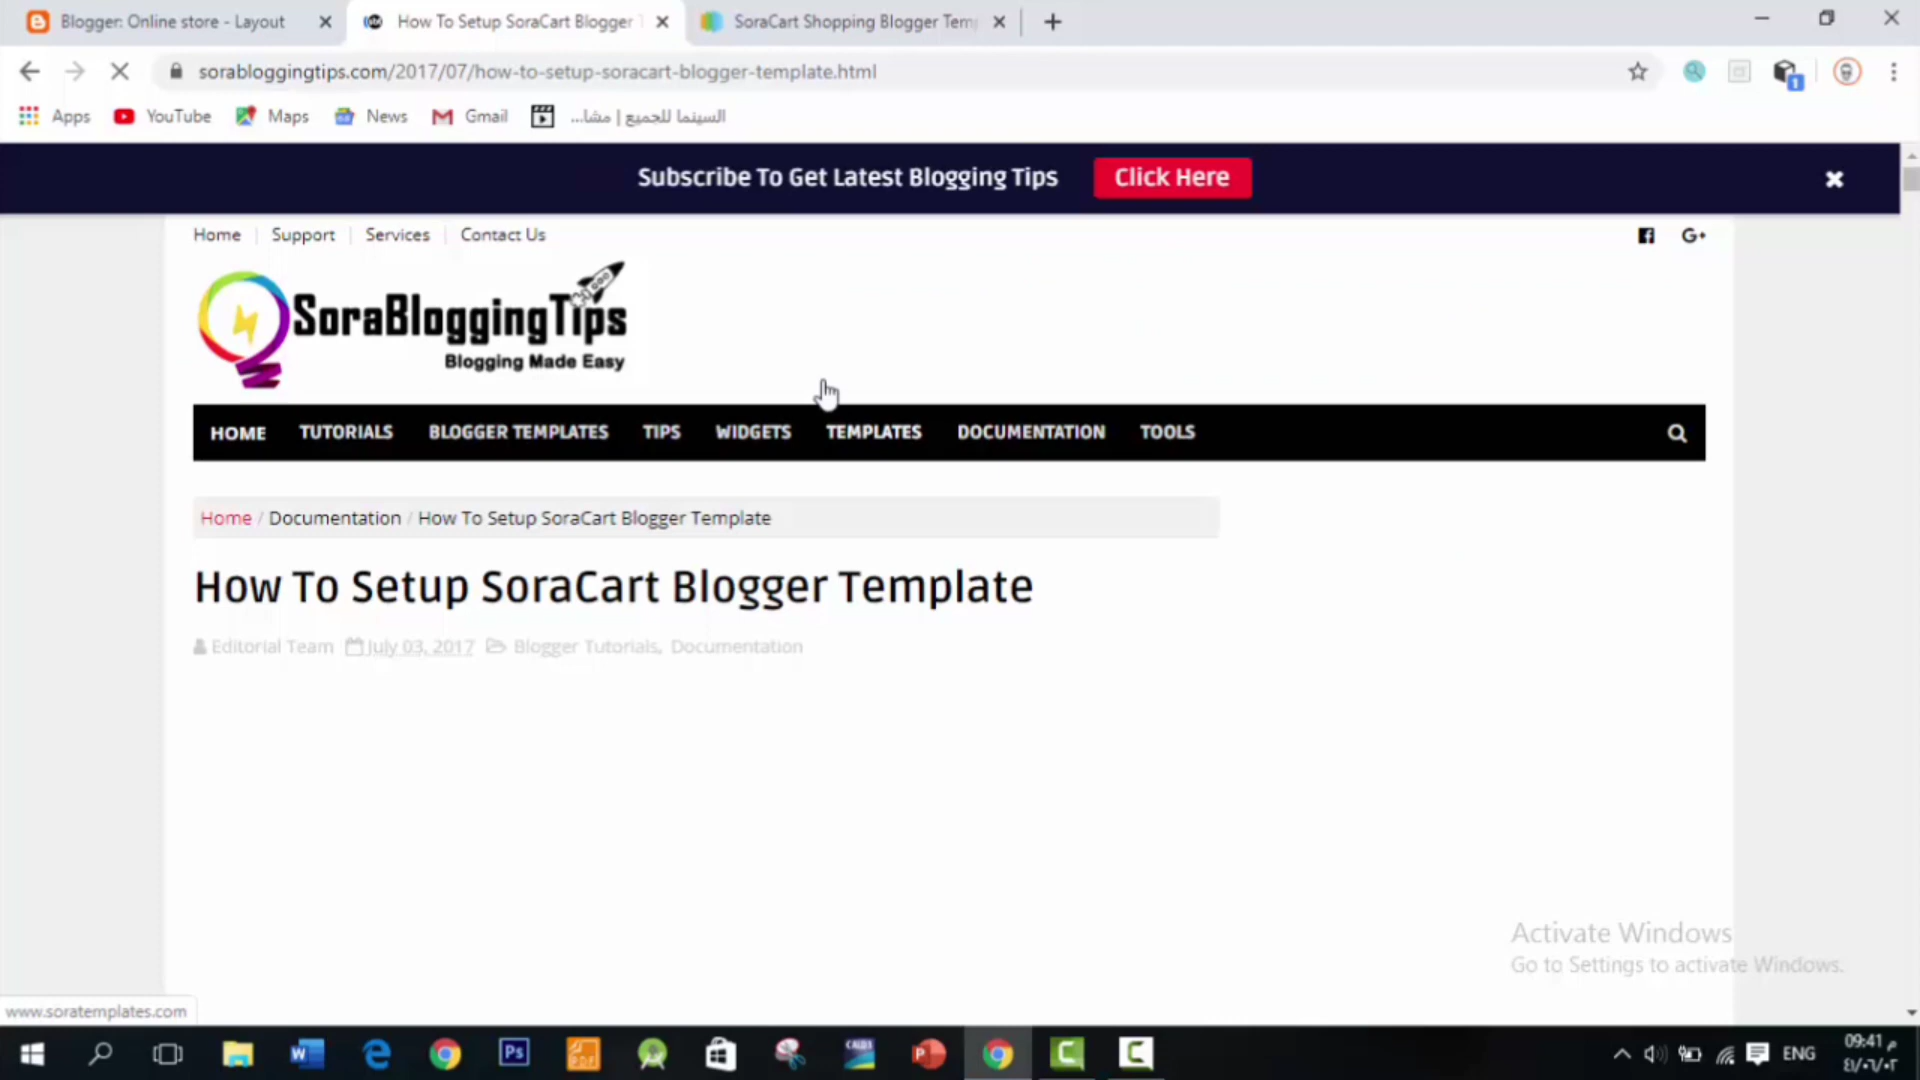 Blogger: Online store - Layout
How To Setup SoraCart Blogger
SoraCart Shopping Blogger Temp
sorabloggingtips.com/2017/07/how-to-setup-soracart-blogger-template.html
Apps
YouTube
Maps
News
Gmail
السينما للجميع | مشا...
Subscribe To Get Latest Blogging Tips
Click Here
Home
Support
Services
Contact Us
G+
SoraBloggingTips
Blogging Made Easy
HOME
TUTORIALS
BLOGGER TEMPLATES
TIPS
WIDGETS
TEMPLATES
DOCUMENTATION
TOOLS
Home / Documentation / How To Setup SoraCart Blogger Template
How To Setup SoraCart Blogger Template
Editorial Team July 03, 2017 Blogger Tutorials, Documentation
Activate Windows
Go to Settings to activate Windows.
www.soratemplates.com
ENG
09:41 م